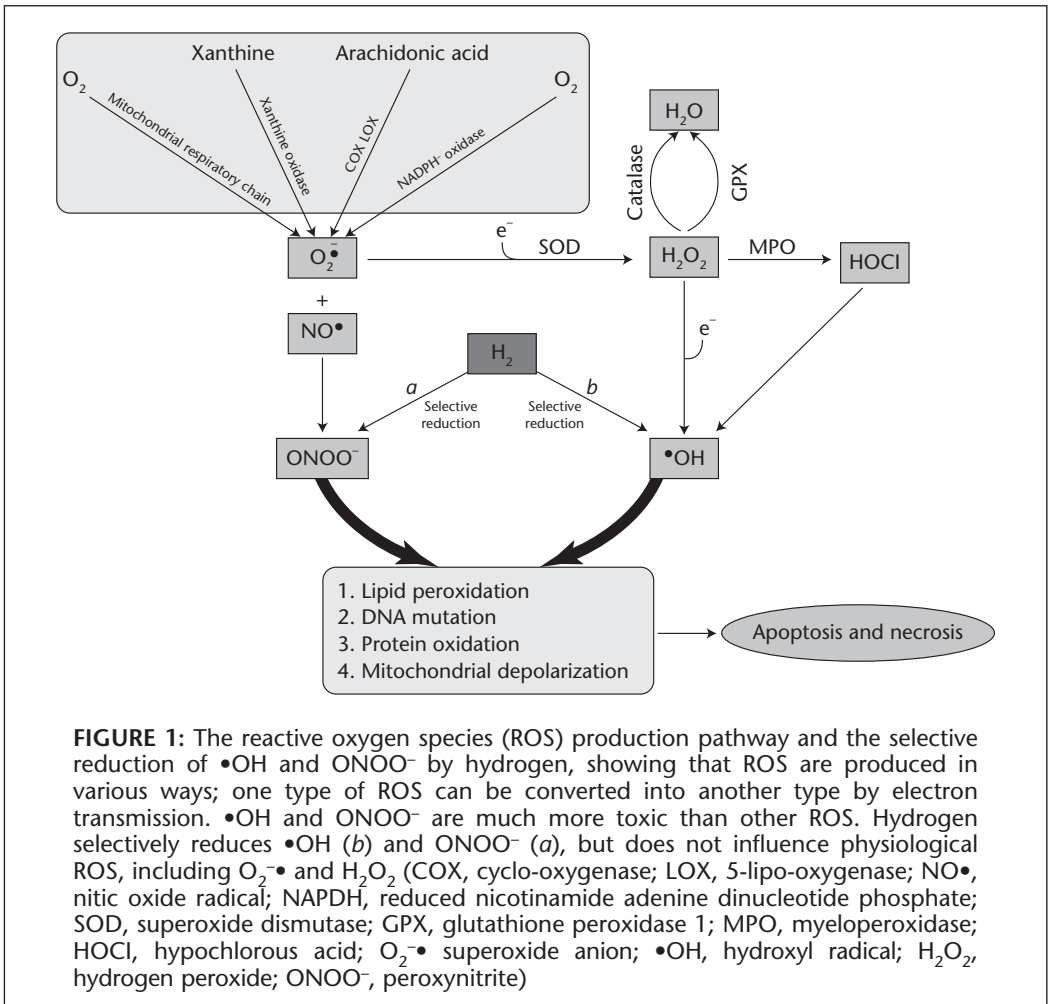 Xanthine
Arachidonic acid
O₂
O₂
Mitochondrial respiratory chain
Xanthine oxidase
COX LOX
NADPH⁻ oxidase
H₂O
Catalase
GPX
O₂•̄
e⁻
SOD
H₂O₂
MPO
HOCI
+
NO•
H₂
e⁻
a
Selective
reduction
b
Selective
reduction
ONOO⁻
•OH
1. Lipid peroxidation
2. DNA mutation
3. Protein oxidation
4. Mitochondrial depolarization
Apoptosis and necrosis
FIGURE 1: The reactive oxygen species (ROS) production pathway and the selective
reduction of •OH and ONOO⁻ by hydrogen, showing that ROS are produced in
various ways; one type of ROS can be converted into another type by electron
transmission. •OH and ONOO⁻ are much more toxic than other ROS. Hydrogen
selectively reduces •OH (b) and ONOO⁻ (a), but does not influence physiological
ROS, including O₂⁻• and H₂O₂ (COX, cyclo-oxygenase; LOX, 5-lipo-oxygenase; NO•,
nitic oxide radical; NAPDH, reduced nicotinamide adenine dinucleotide phosphate;
SOD, superoxide dismutase; GPX, glutathione peroxidase 1; MPO, myeloperoxidase;
HOCI, hypochlorous acid; O₂⁻• superoxide anion; •OH, hydroxyl radical; H₂O₂,
hydrogen peroxide; ONOO⁻, peroxynitrite)